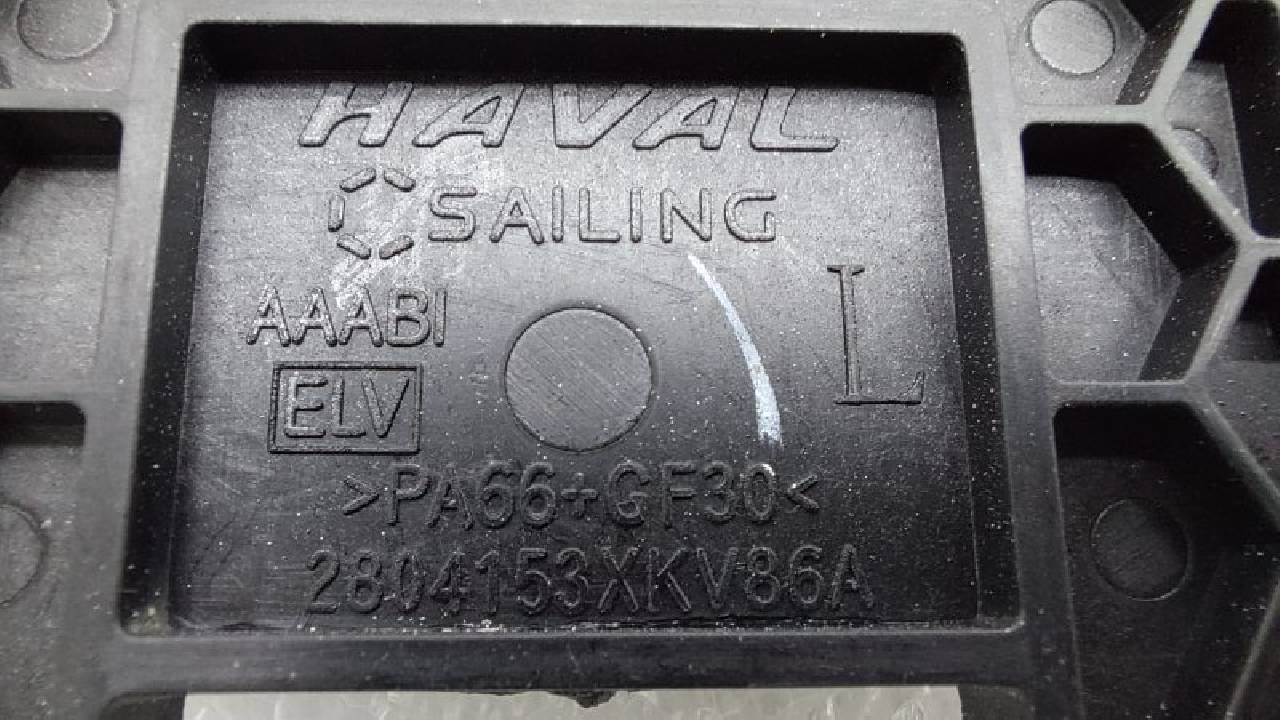 HAVAL
SAILING
AAABI
L
ELV
>PA66+GF30<
2804153XKV86A